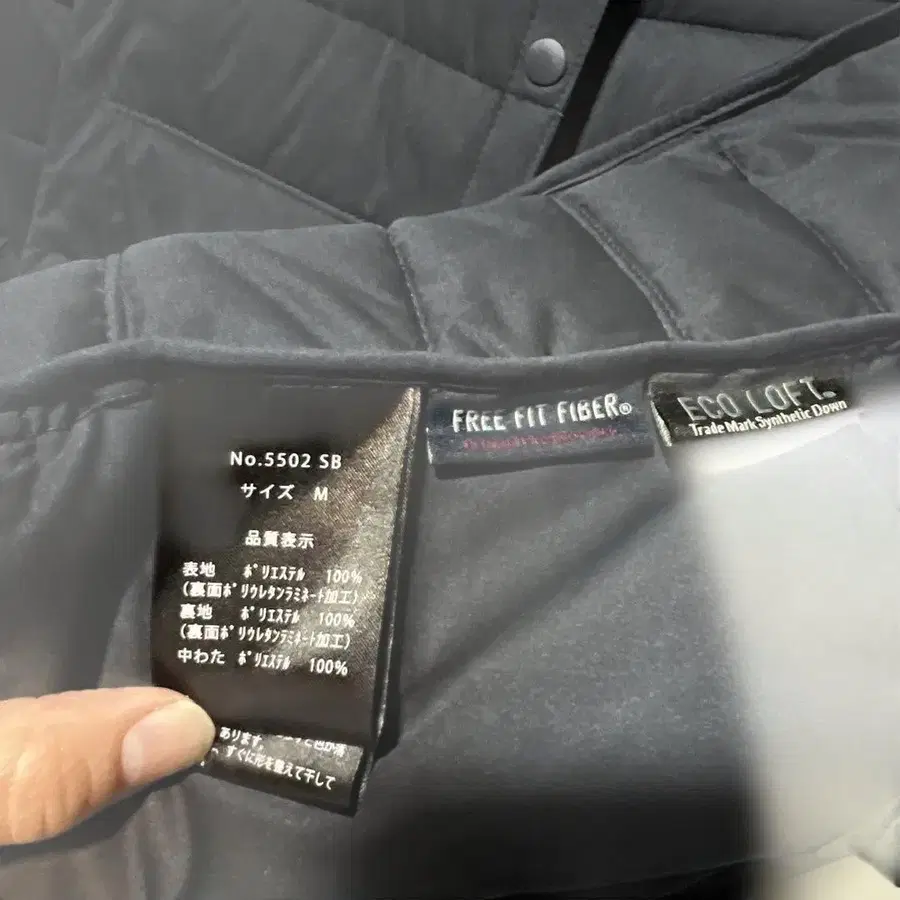 No.5502 SB
サイズ M
品質表示
表地 ポリエステル 100%
(裏面ポリウレタンラミネート加工)
裏地 ポリエステル 100%
(裏面ポリウレタンラミネート加工)
中わた ポリエステル 100%
あります。
すぐに形を整えて干して
FREE FIT FIBER®
ECO LOFT
Trade Mark Synthetic Down